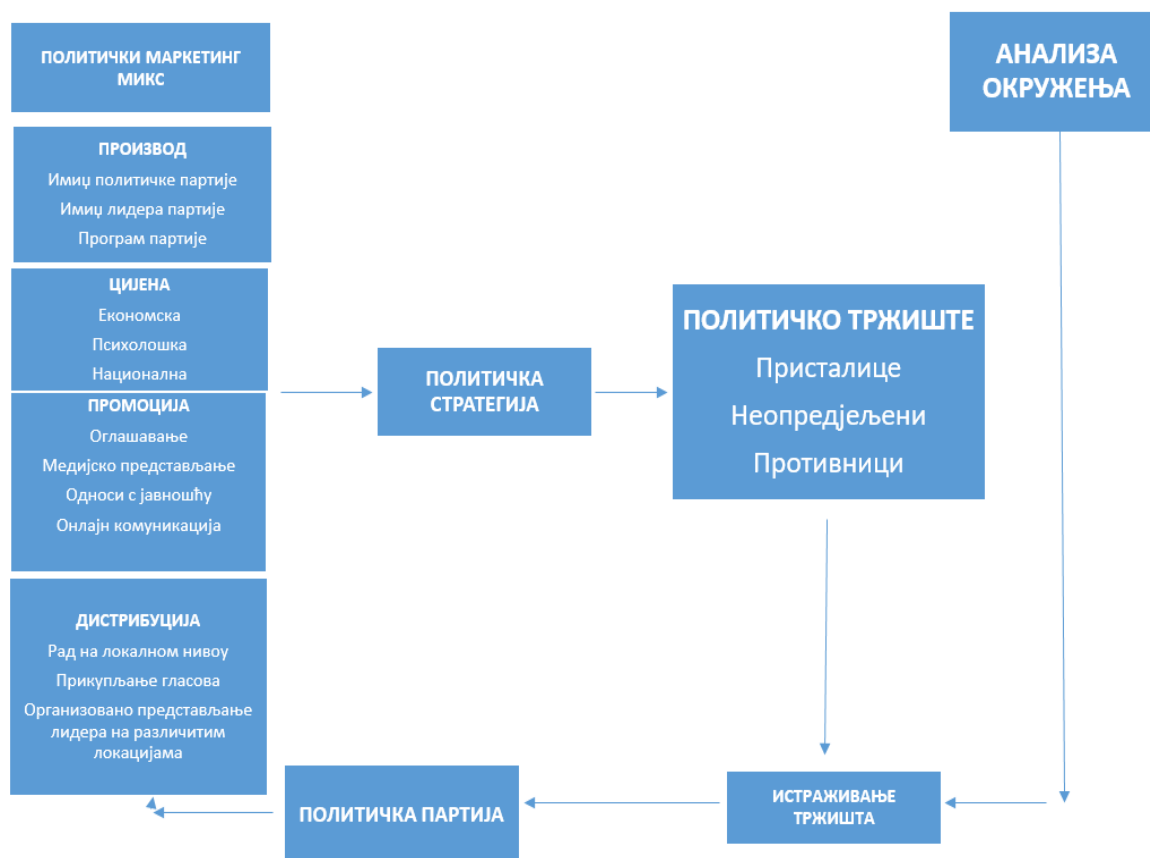 ПОЛИТИЧКИ МАРКЕТИНГ
МИКС
ПРОИЗВОД
Имиџ политичке партије
Имиџ лидера партије
Програм партије
ЦИЈЕНА
Економска
Психолошка
Национална
ПРОМОЦИЈА
Оглашавање
Медијско представљање
Односи с јавношћу
Онлајн комуникација
ДИСТРИБУЦИЈА
Рад на локалном нивоу
Прикупљање гласова
Организовано представљање
лидера на различитим
локацијама
ПОЛИТИЧКА
СТРАТЕГИЈА
ПОЛИТИЧКО ТРЖИШТЕ
Присталице
Неопредјељени
Противници
АНАЛИЗА
ОКРУЖЕЊА
ИСТРАЖИВАЊЕ
ТРЖИШТА
ПОЛИТИЧКА ПАРТИЈА